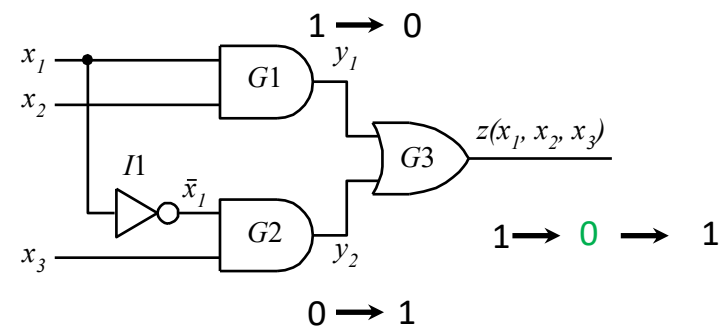 1 → 0
x₁
G1
y₁
x₂
z(x₁, x₂, x₃)
G3
I1
x̄₁
G2
1 → 0 → 1
x₃
y₂
0 → 1